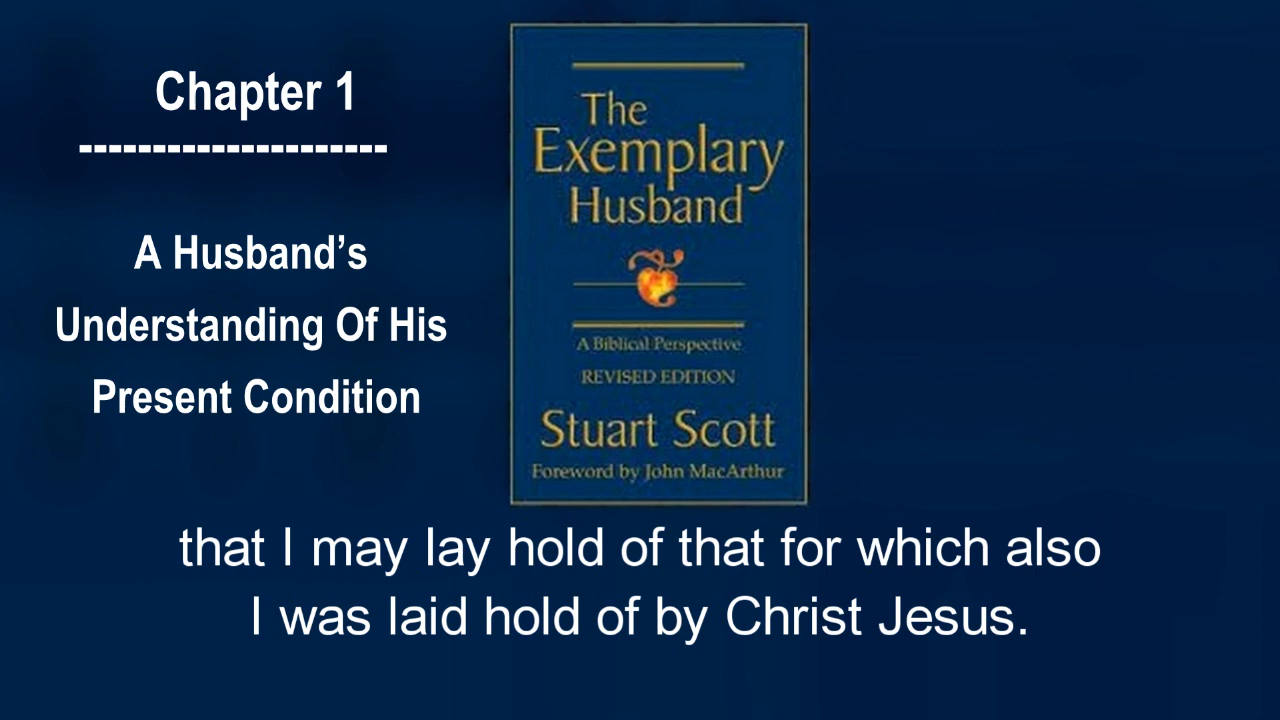 Chapter 1
---------------------
A Husband’s
Understanding Of His
Present Condition
The
Exemplary
Husband
A Biblical Perspective
REVISED EDITION
Stuart Scott
Foreword by John MacArthur
that I may lay hold of that for which also
I was laid hold of by Christ Jesus.